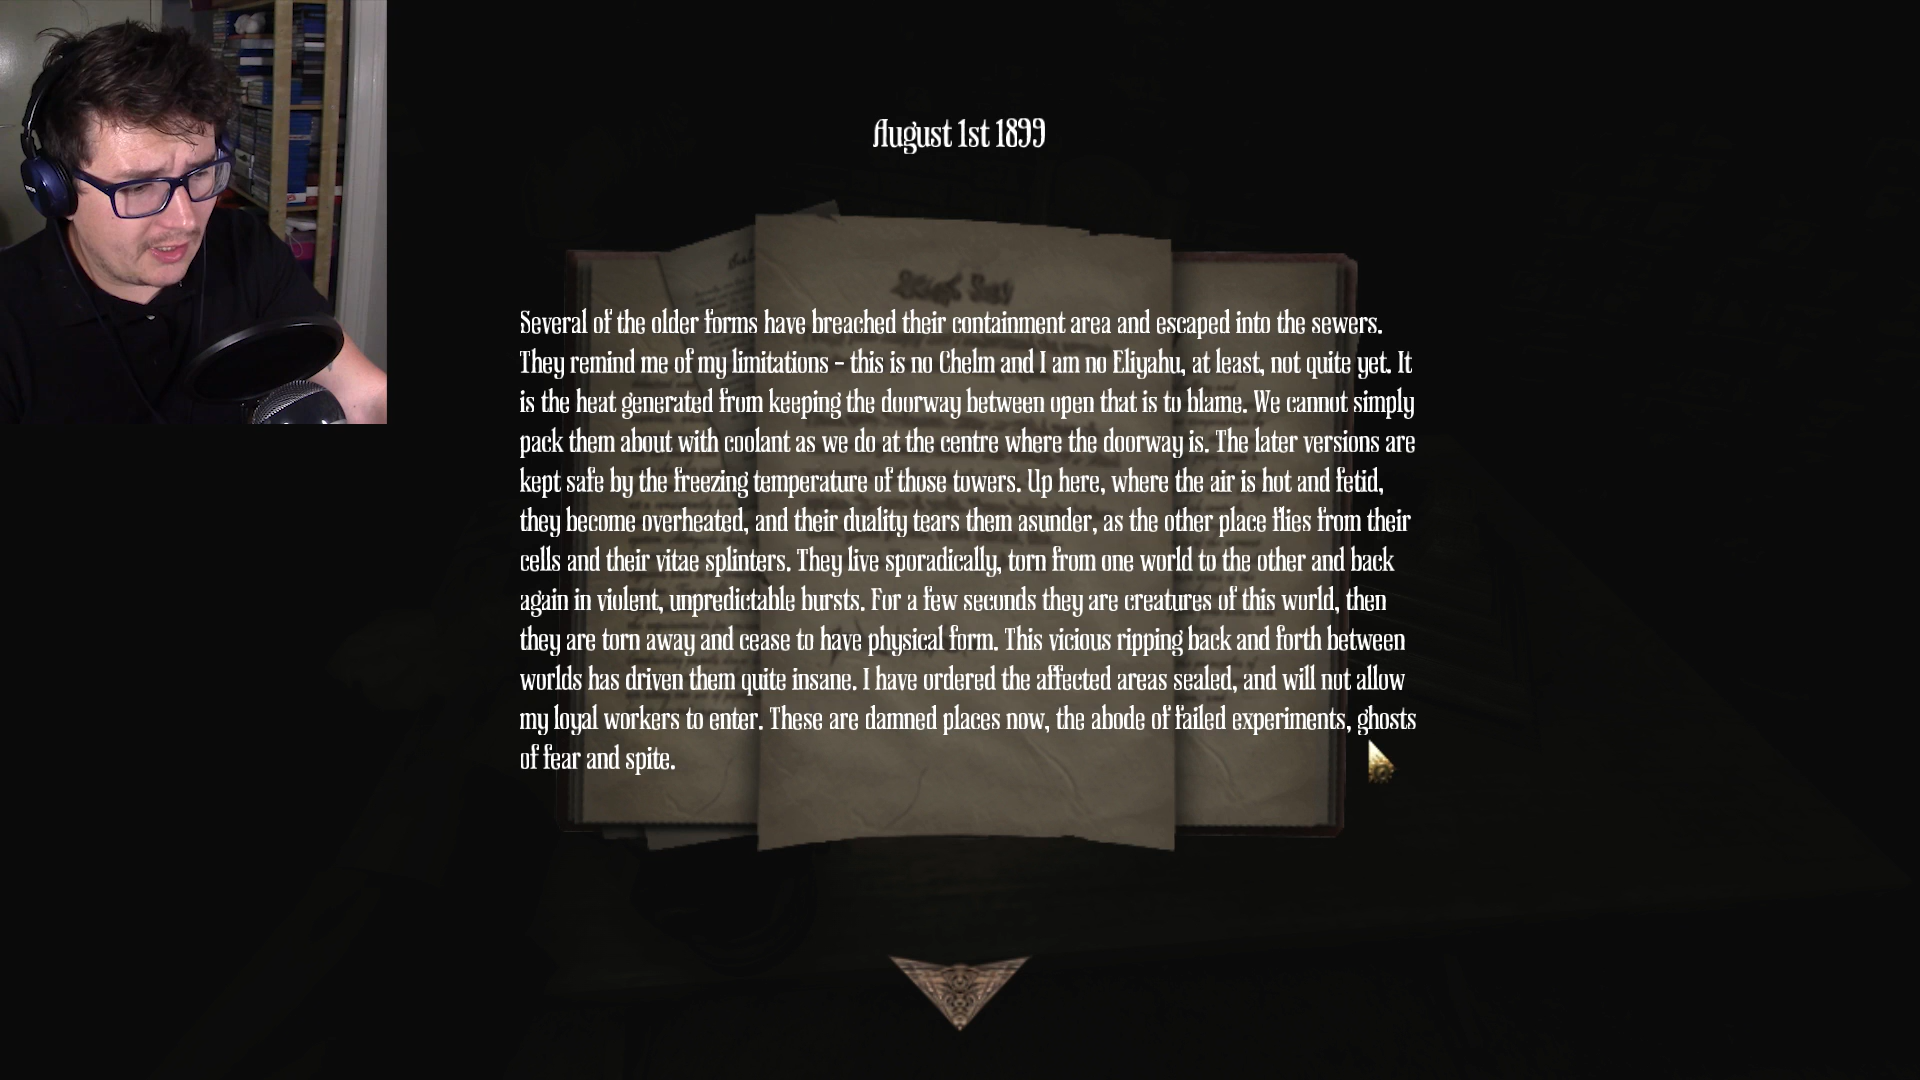 August 1st 1899
Several of the older forms have breached their containment area and escaped into the sewers.
They remind me of my limitations - this is no Chelm and I am no Eliyahu, at least, not quite yet. It
is the heat generated from keeping the doorway between open that is to blame. We cannot simply
pack them about with coolant as we do at the centre where the doorway is. The later versions are
kept safe by the freezing temperature of those towers. Up here, where the air is hot and fetid,
they become overheated, and their duality tears them asunder, as the other place flies from their
cells and their vitae splinters. They live sporadically, torn from one world to the other and back
again in violent, unpredictable bursts. For a few seconds they are creatures of this world, then
they are torn away and cease to have physical form. This vicious ripping back and forth between
worlds has driven them quite insane. I have ordered the affected areas sealed, and will not allow
my loyal workers to enter. These are damned places now, the abode of failed experiments, ghosts
of fear and spite.